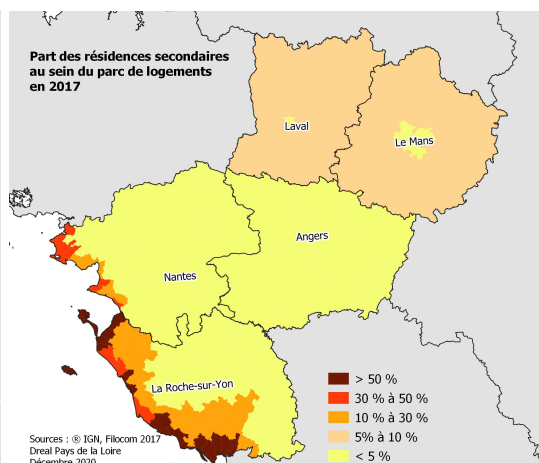 Part des résidences secondaires
au sein du parc de logements
en 2017
Laval
Le Mans
Angers
Nantes
La Roche-sur-Yon
> 50 %
30 % à 50 %
10 % à 30 %
5% à 10 %
< 5 %
Sources : ® IGN, Filocom 2017
Dreal Pays de la Loire
Décembre 2020